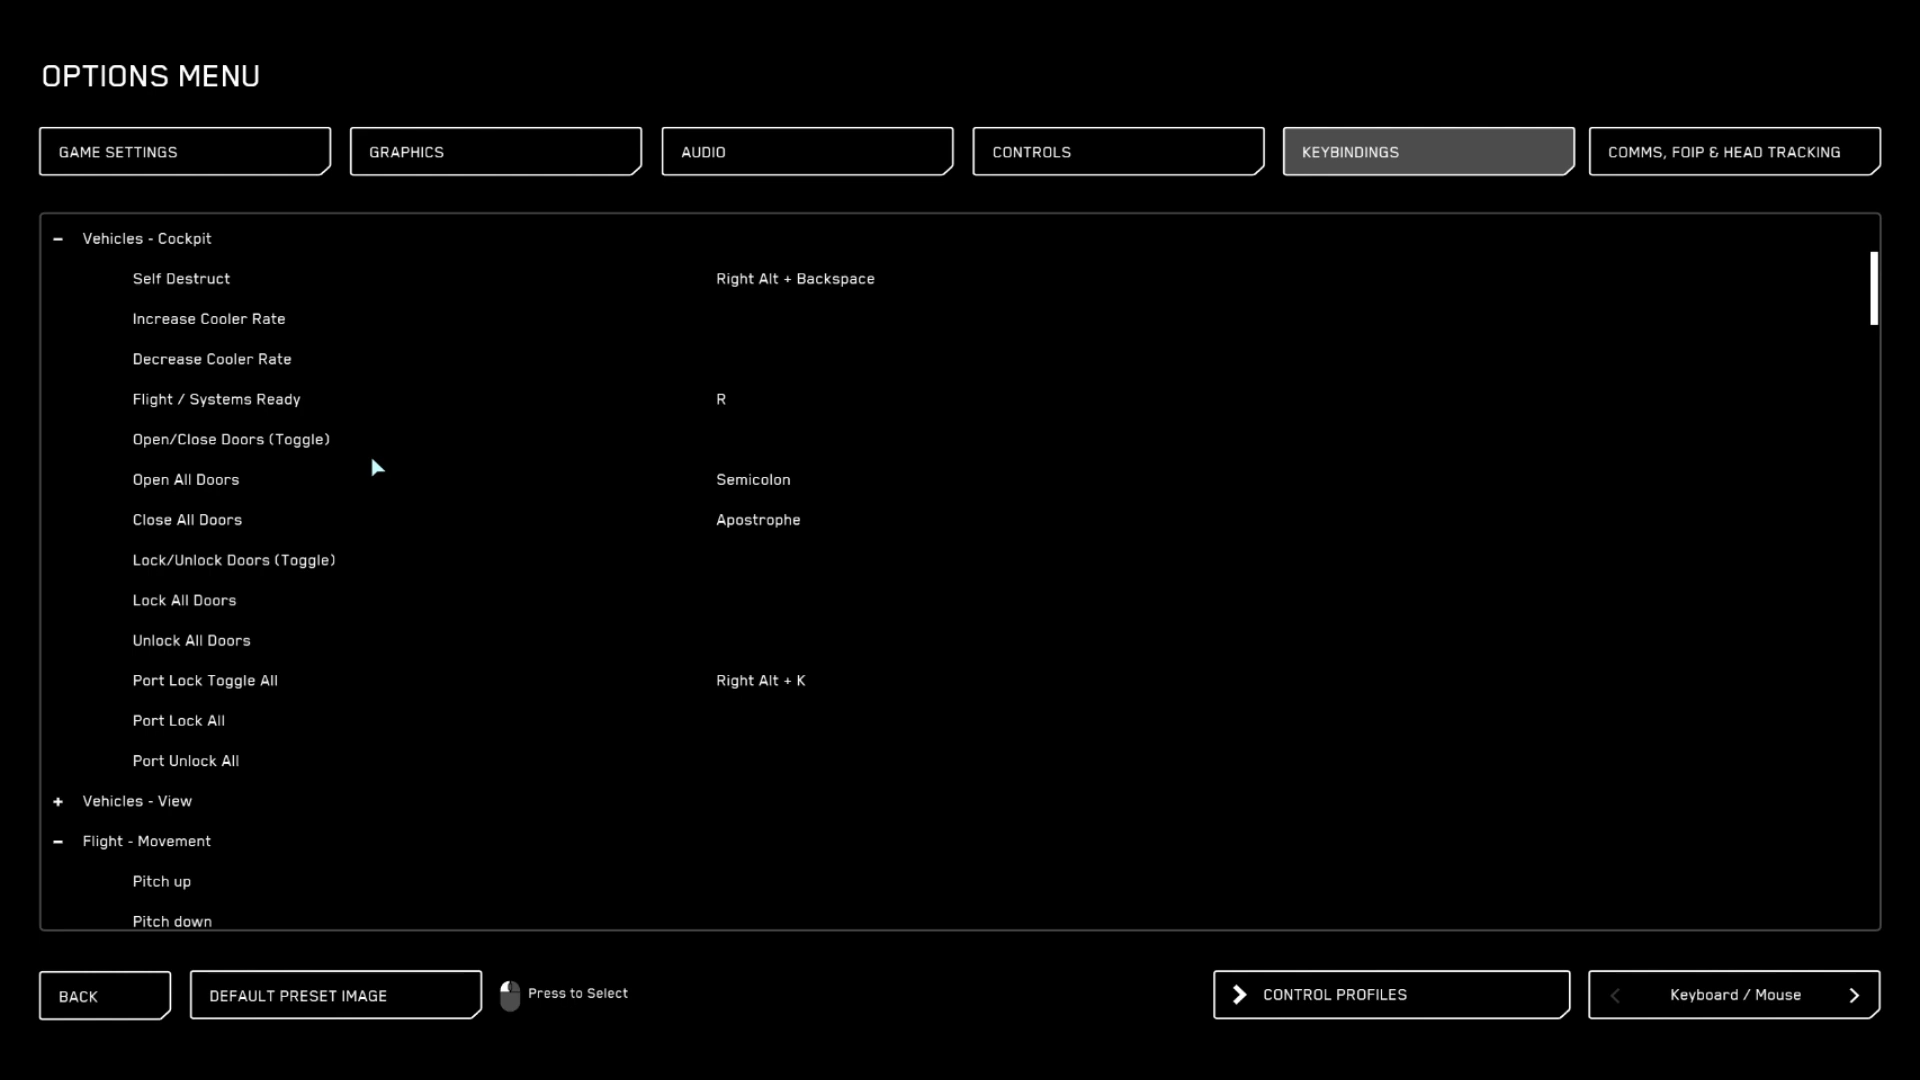 OPTIONS MENU
GAME SETTINGS
GRAPHICS
AUDIO
CONTROLS
KEYBINDINGS
COMMS, FOIP & HEAD TRACKING
− Vehicles - Cockpit
Self Destruct Right Alt + Backspace
Increase Cooler Rate
Decrease Cooler Rate
Flight / Systems Ready R
Open/Close Doors (Toggle)
Open All Doors Semicolon
Close All Doors Apostrophe
Lock/Unlock Doors (Toggle)
Lock All Doors
Unlock All Doors
Port Lock Toggle All Right Alt + K
Port Lock All
Port Unlock All
+ Vehicles - View
− Flight - Movement
Pitch up
Pitch down
BACK
DEFAULT PRESET IMAGE
Press to Select
CONTROL PROFILES
Keyboard / Mouse